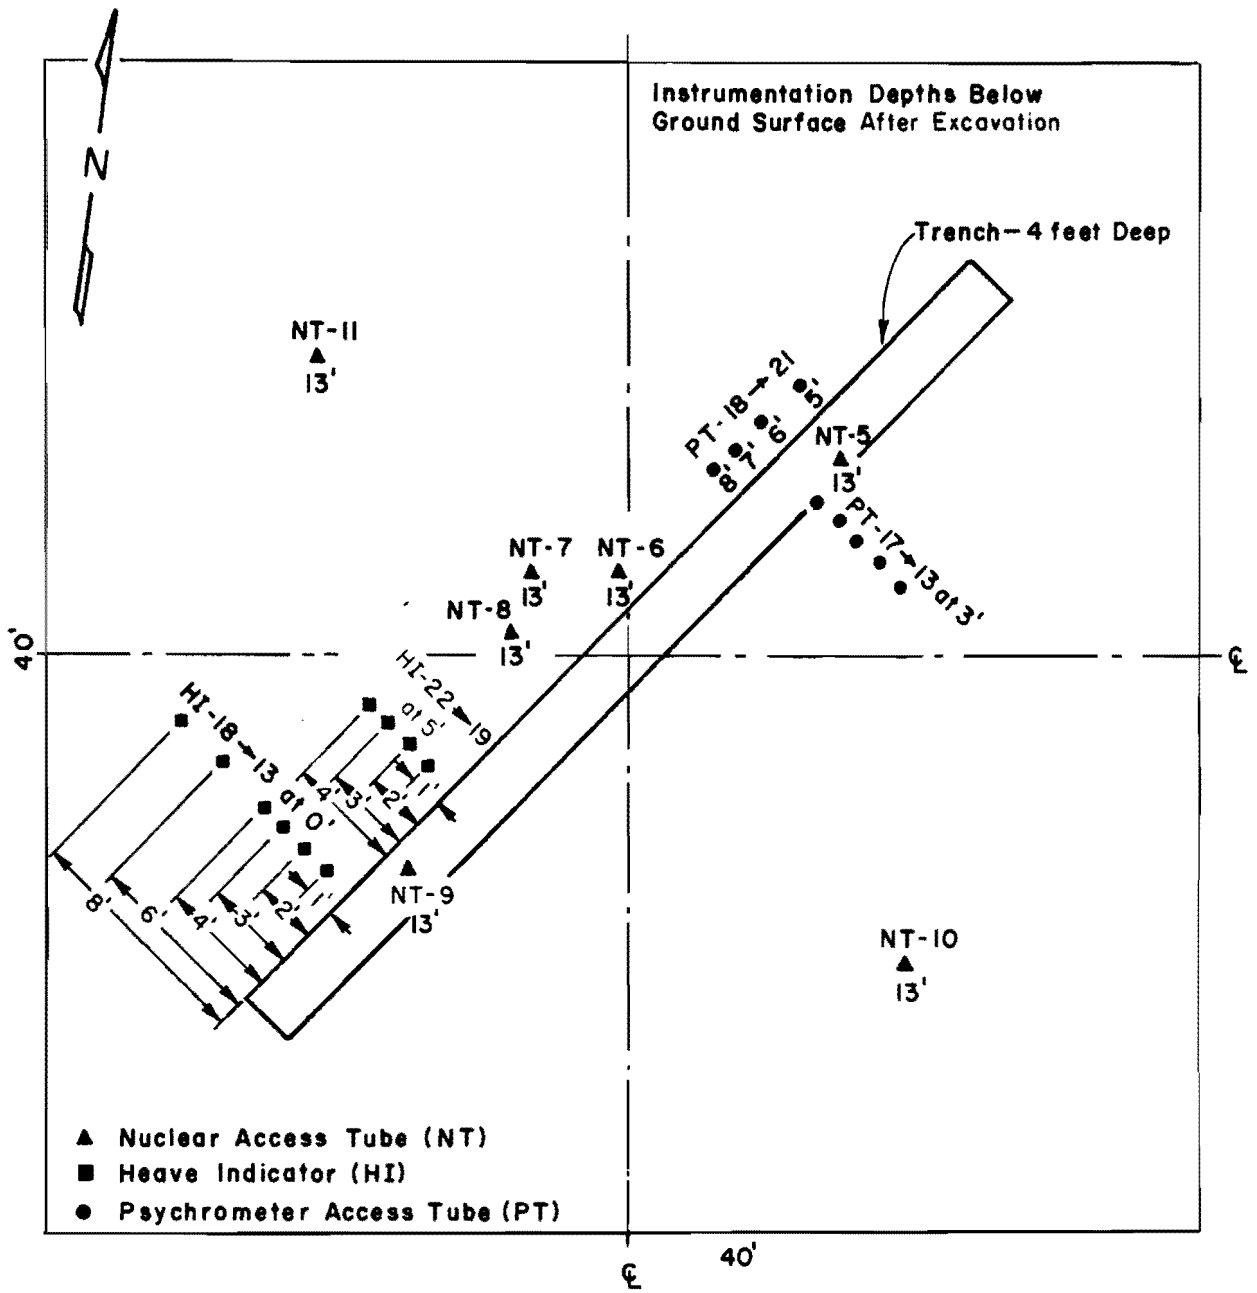 N
Instrumentation Depths Below
Ground Surface After Excavation
Trench—4 feet Deep
NT-11
13'
PT-18→21
5'
6'
7'
8'
NT-5
13'
PT-17→13 at 3'
NT-7
13'
NT-6
13'
NT-8
13'
40'
℄
HI-22→19
at 5'
HI-18→13
at 0'
4'
3'
2'
1'
8'
6'
4'
3'
2'
1'
NT-9
13'
NT-10
13'
▲ Nuclear Access Tube (NT)
■ Heave Indicator (HI)
● Psychrometer Access Tube (PT)
40'
℄